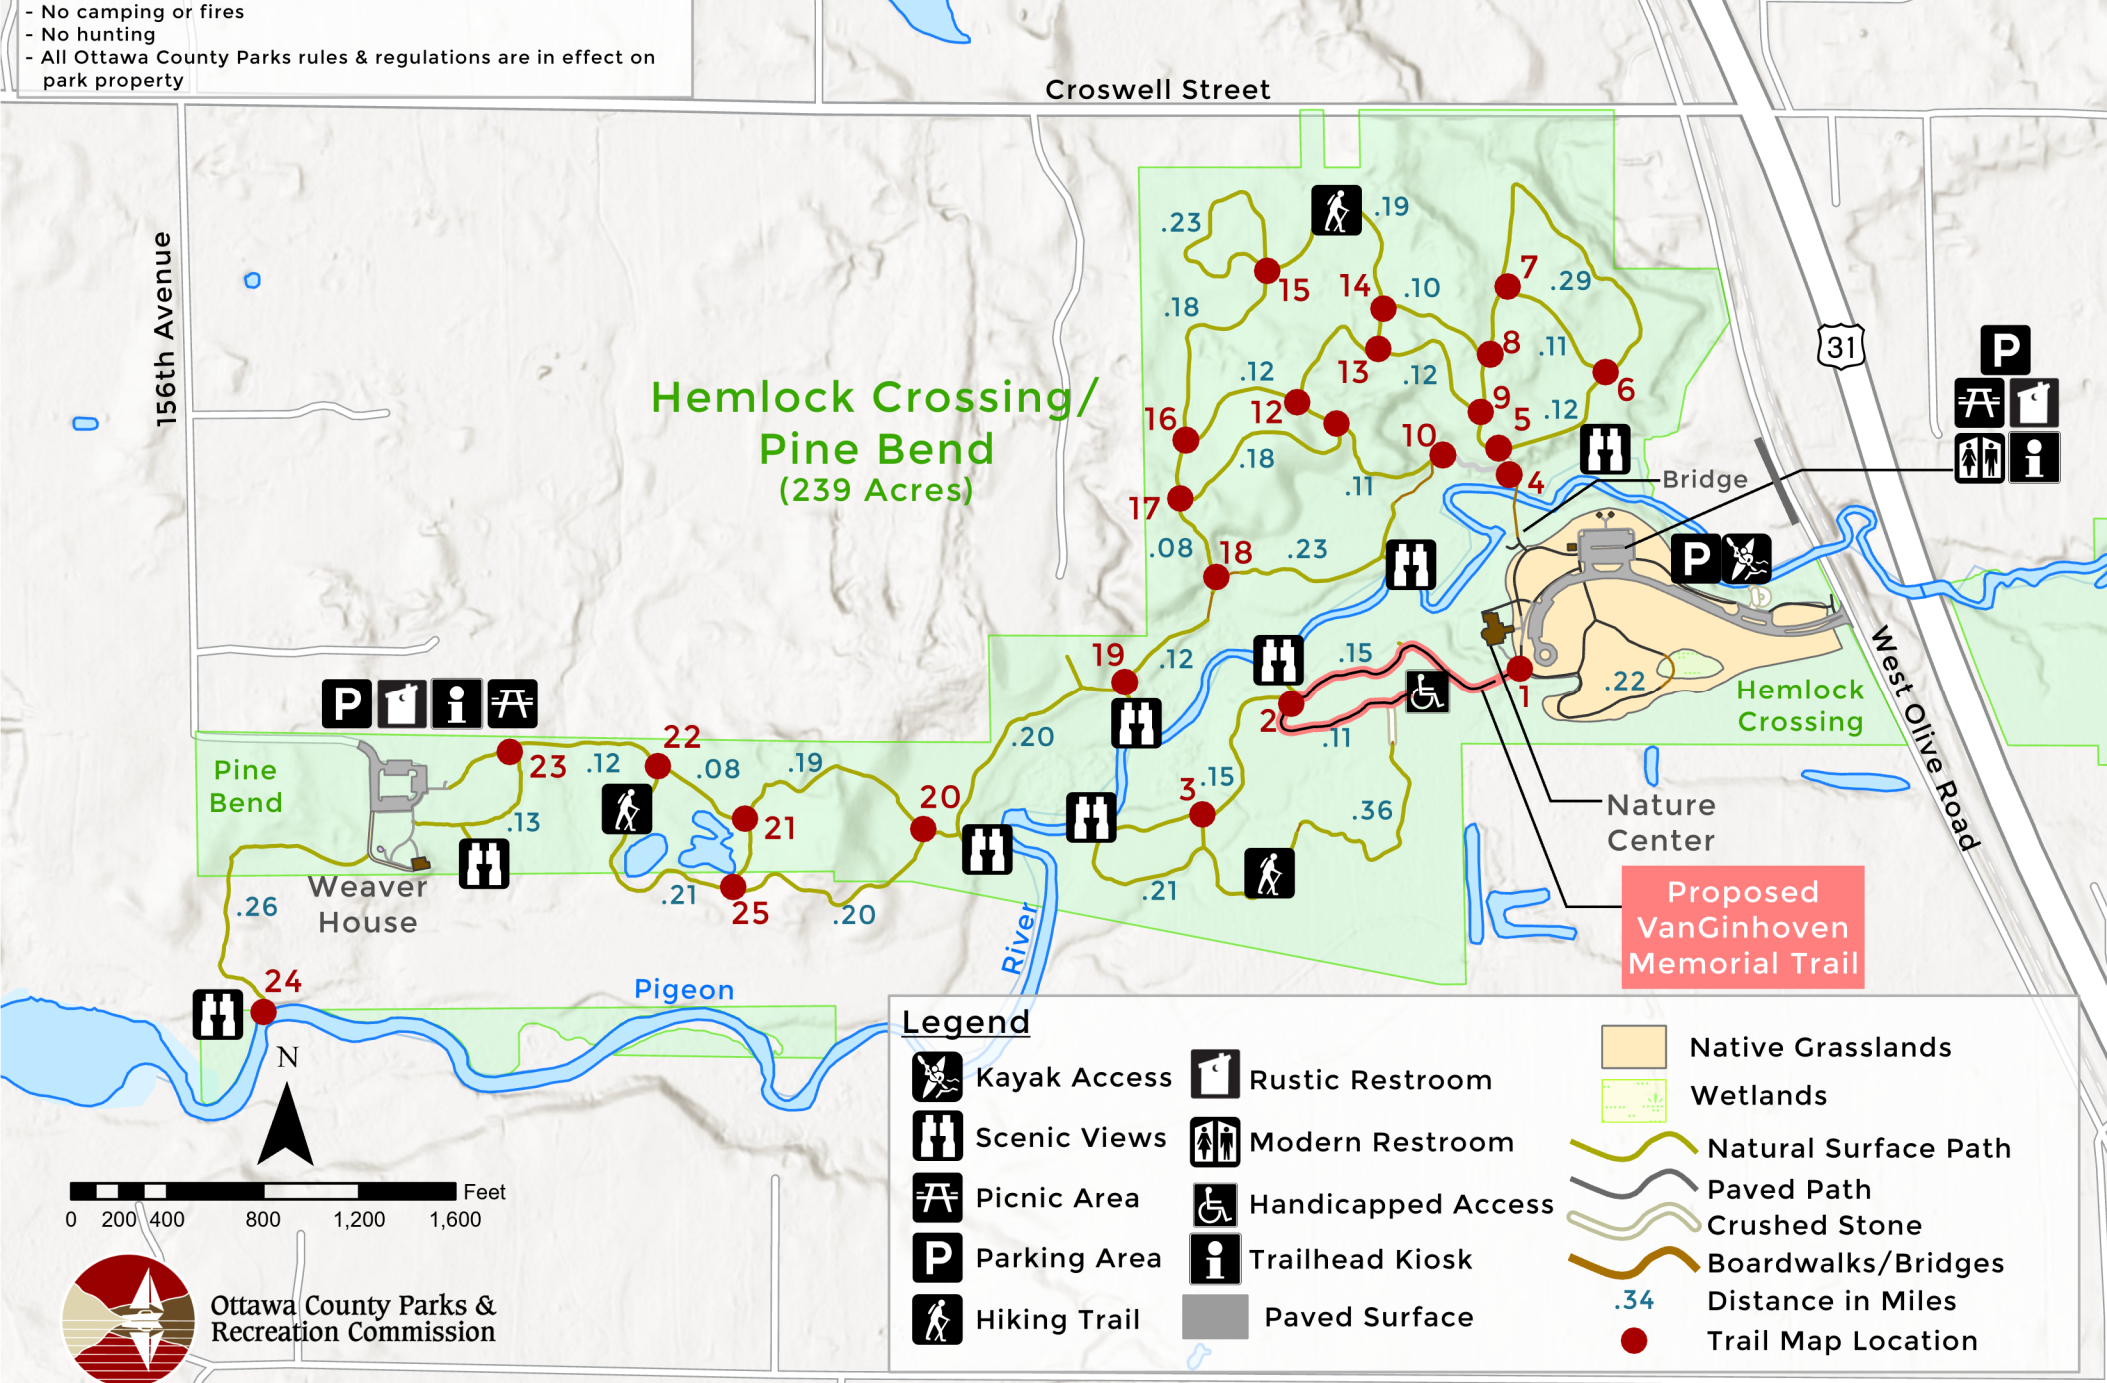 - No camping or fires
- No hunting
- All Ottawa County Parks rules & regulations are in effect on
park property
Croswell Street
156th Avenue
.23
.19
15
14
.10
7
.29
.18
8
.11
31
P
.12
13
.12
6
16
12
9
5
.12
10
Hemlock Crossing/
Pine Bend
(239 Acres)
.18
.11
4
Bridge
17
.08
18
.23
P
19
.12
.15
1
.22
Hemlock
Crossing
West Olive Road
2
.11
.20
P
22
23
.12
.08
.19
Pine
Bend
.15
3
20
.36
Nature
Center
.13
21
Weaver
House
.26
.21
25
.20
.21
Proposed
VanGinhoven
Memorial Trail
River
24
Pigeon
N
Feet
0 200 400 800 1,200 1,600
Ottawa County Parks &
Recreation Commission
Legend
Kayak Access
Scenic Views
Picnic Area
P Parking Area
Hiking Trail
Rustic Restroom
Modern Restroom
Handicapped Access
Trailhead Kiosk
Paved Surface
Native Grasslands
Wetlands
Natural Surface Path
Paved Path
Crushed Stone
Boardwalks/Bridges
.34 Distance in Miles
Trail Map Location